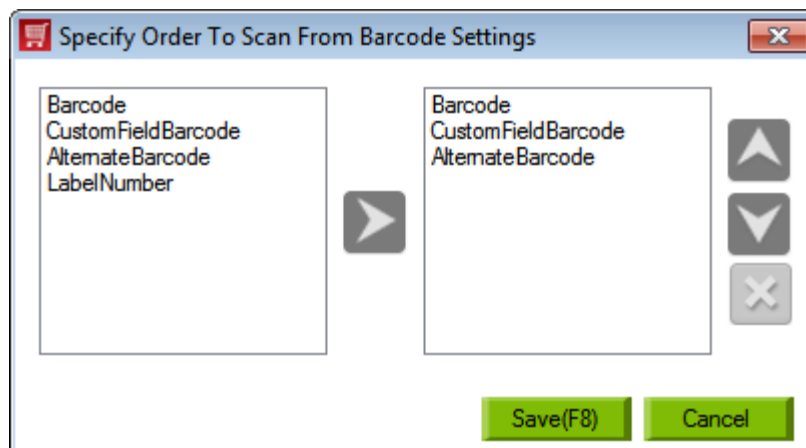 Specify Order To Scan From Barcode Settings
Barcode
CustomFieldBarcode
AlternateBarcode
LabelNumber
Barcode
CustomFieldBarcode
AlternateBarcode
Save(F8)
Cancel